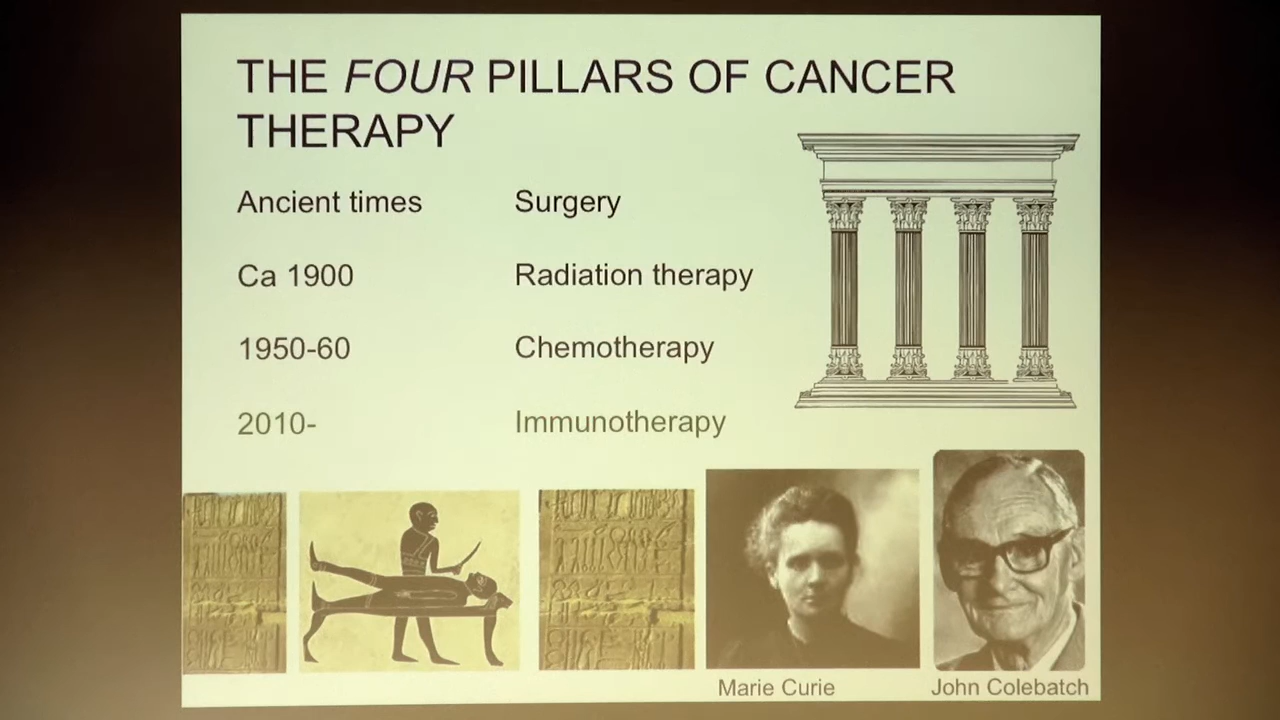 THE FOUR PILLARS OF CANCER
THERAPY
Ancient times Surgery
Ca 1900 Radiation therapy
1950-60 Chemotherapy
2010- Immunotherapy
Marie Curie
John Colebatch